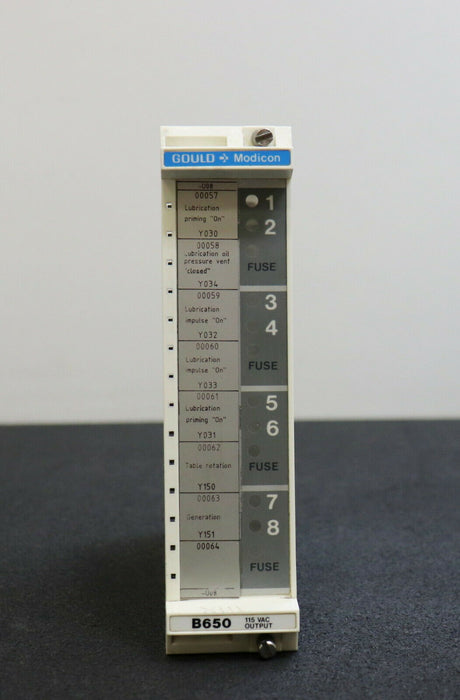 GOULD Modicon
-U08
00057
Lubrication
priming "On"
Y030
00058
Lubrication oil
pressure vent
"closed"
Y034
00059
Lubrication
impulse "On"
Y032
00060
Lubrication
impulse "On"
Y033
00061
Lubrication
priming "On"
Y031
00062
Table rotation
Y150
00063
Generation
Y151
00064
-U08
1
2
FUSE
3
4
FUSE
5
6
FUSE
7
8
FUSE
B650 115 VAC
OUTPUT